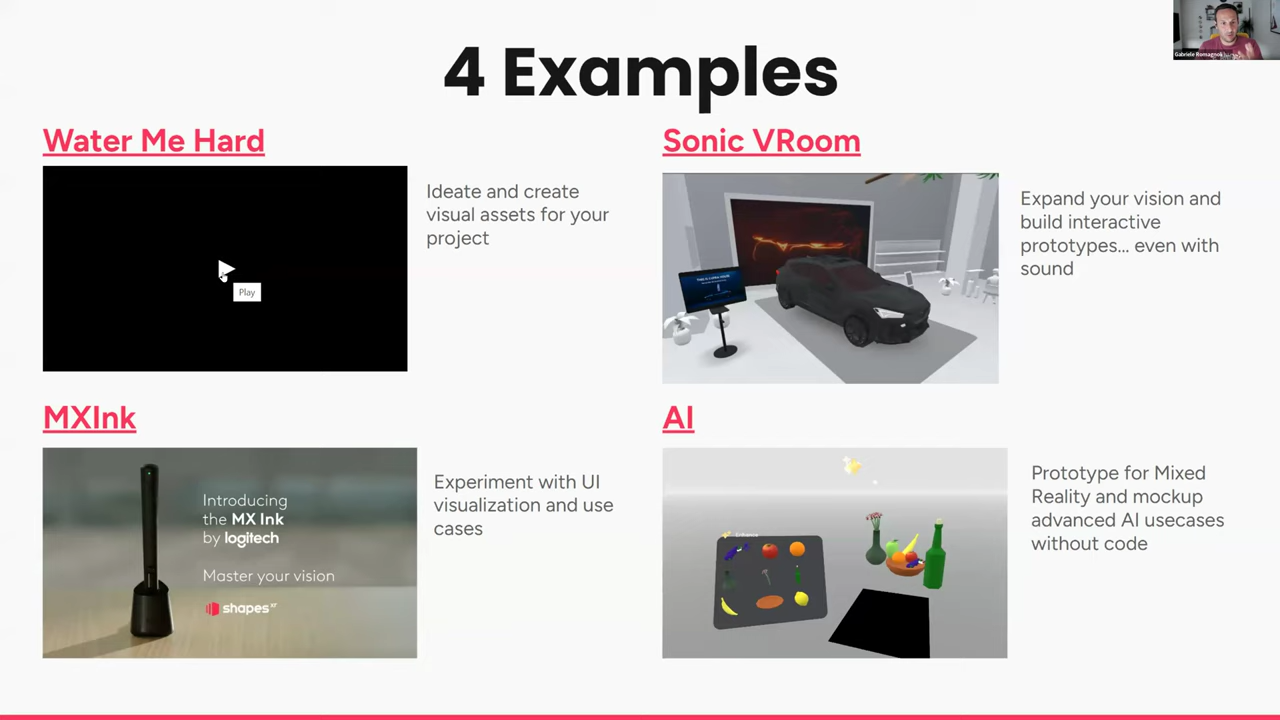 4 Examples
Water Me Hard
Play
Ideate and create
visual assets for your
project
Sonic VRoom
Expand your vision and
build interactive
prototypes... even with
sound
MXInk
Introducing
the MX Ink
by logitech
Master your vision
shapes XR
Experiment with UI
visualization and use
cases
AI
Enhance
Prototype for Mixed
Reality and mockup
advanced AI usecases
without code